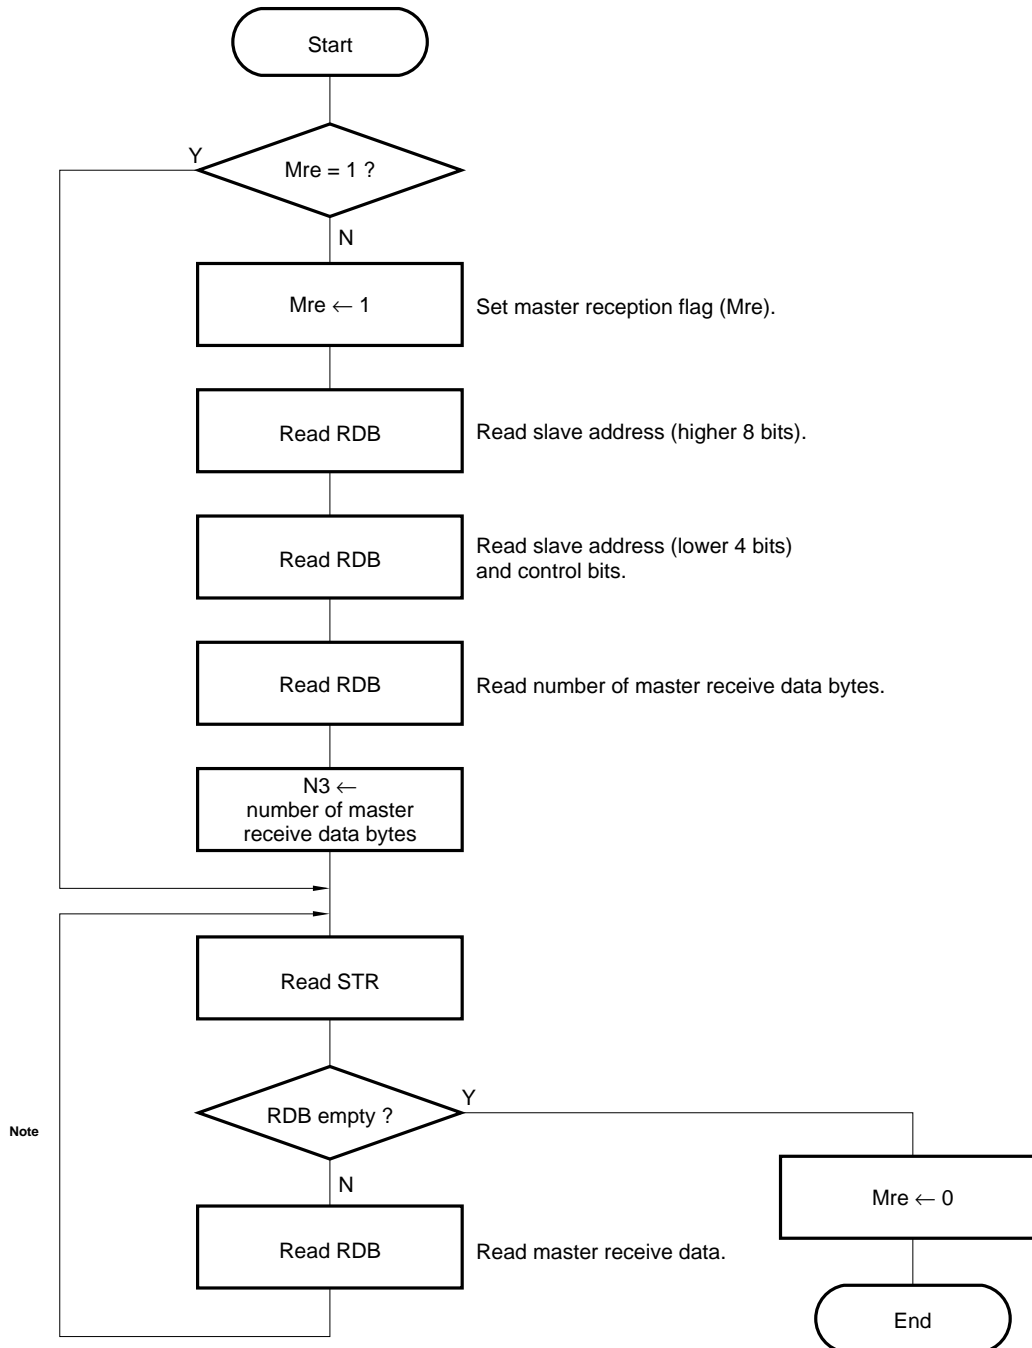 Start
Y
Mre = 1 ?
N
Mre ← 1
Set master reception flag (Mre).
Read RDB
Read slave address (higher 8 bits).
Read RDB
Read slave address (lower 4 bits)
and control bits.
Read RDB
Read number of master receive data bytes.
N3 ←
number of master
receive data bytes
Read STR
RDB empty ?
Y
Note
N
Mre ← 0
Read RDB
Read master receive data.
End